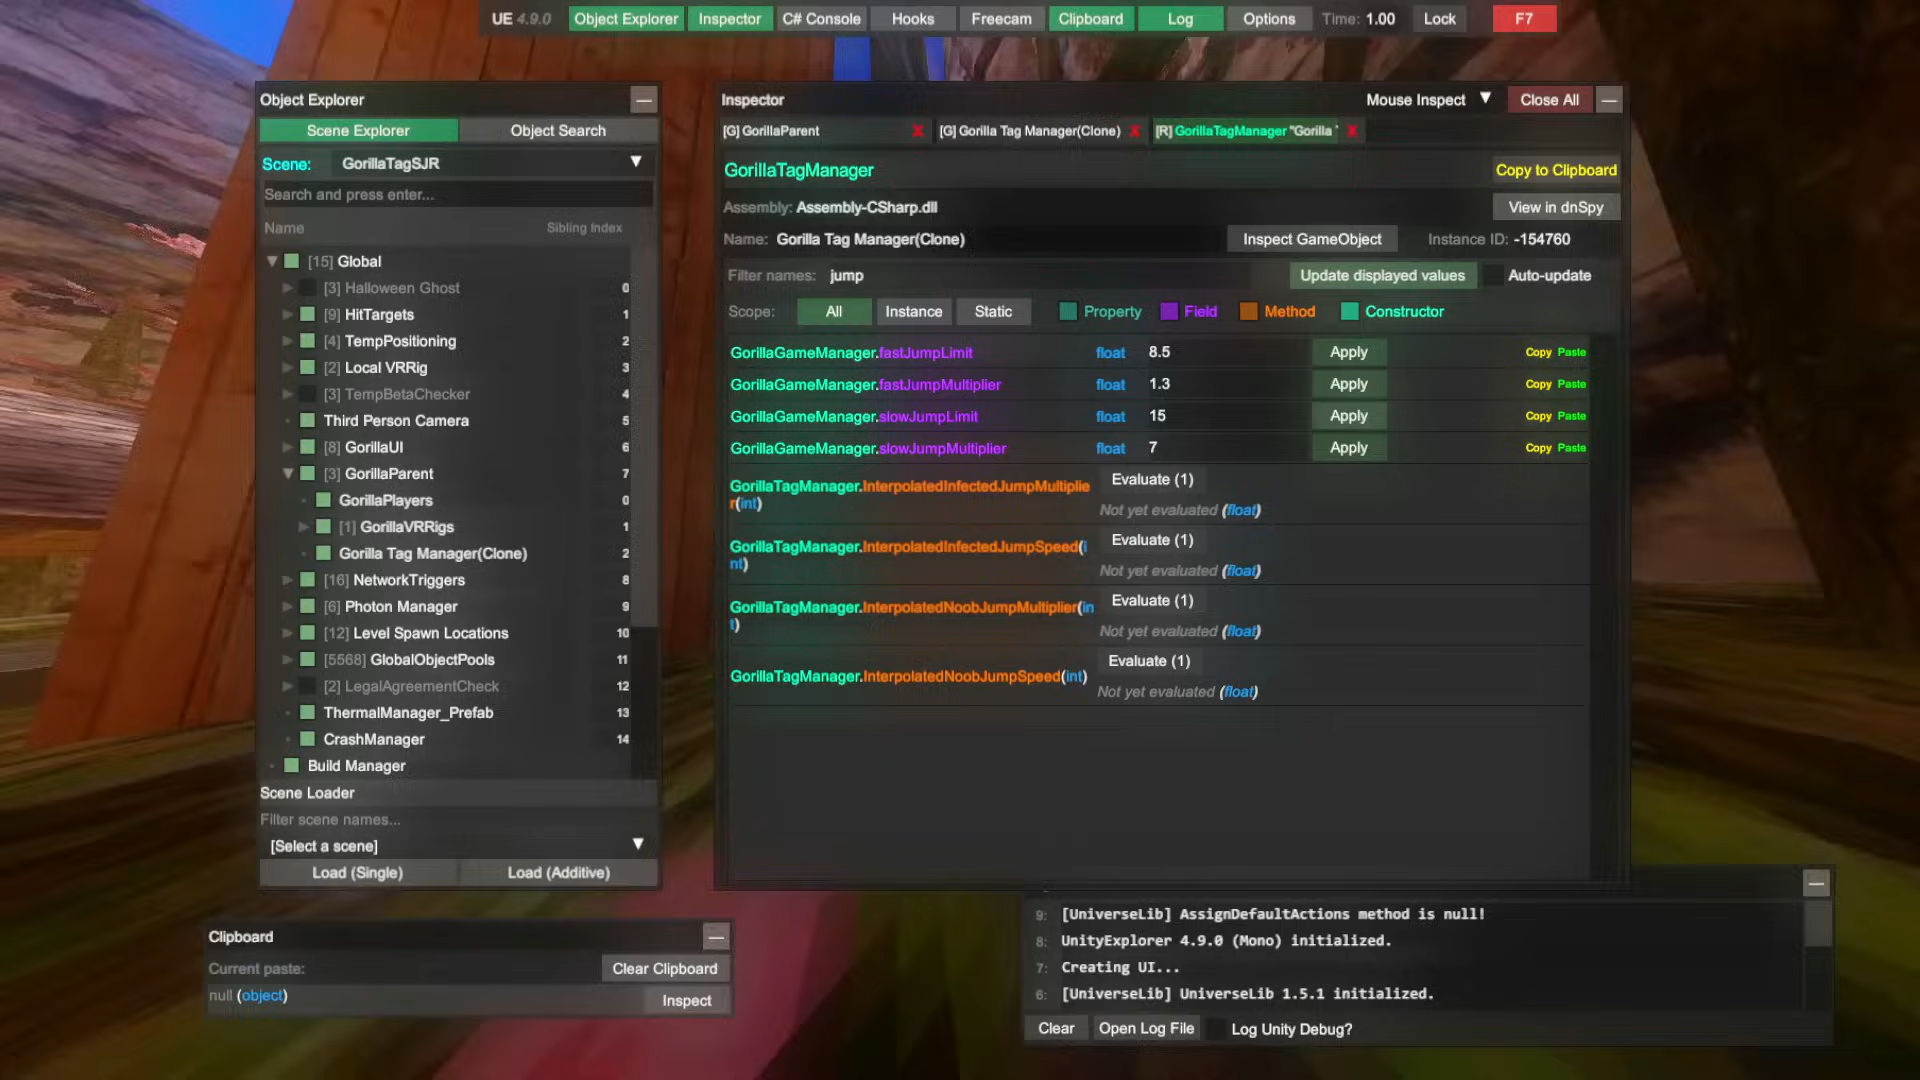 UE 4.9.0 Object Explorer Inspector C# Console Hooks Freecam Clipboard Log Options Time: 1.00 Lock F7
Object Explorer
Scene Explorer Object Search
Scene: GorillaTagSJR ▼
Search and press enter...
Name Sibling Index
▼ [15] Global
[3] Halloween Ghost 0
[9] HitTargets 1
[4] TempPositioning 2
[2] Local VRRig 3
[3] TempBetaChecker 4
Third Person Camera 5
[8] GorillaUI 6
▼ [3] GorillaParent 7
GorillaPlayers 0
[1] GorillaVRRigs 1
Gorilla Tag Manager(Clone) 2
[16] NetworkTriggers 8
[6] Photon Manager 9
[12] Level Spawn Locations 10
[5568] GlobalObjectPools 11
[2] LegalAgreementCheck 12
ThermalManager_Prefab 13
CrashManager 14
Build Manager
Scene Loader
Filter scene names...
[Select a scene] ▼
Load (Single) Load (Additive)
Inspector Mouse Inspect ▼ Close All
[G] GorillaParent X [G] Gorilla Tag Manager(Clone) X [R] GorillaTagManager "Gorilla X
GorillaTagManager Copy to Clipboard
Assembly: Assembly-CSharp.dll View in dnSpy
Name: Gorilla Tag Manager(Clone) Inspect GameObject Instance ID: -154760
Filter names: jump Update displayed values Auto-update
Scope: All Instance Static Property Field Method Constructor
GorillaGameManager.fastJumpLimit float 8.5 Apply Copy Paste
GorillaGameManager.fastJumpMultiplier float 1.3 Apply Copy Paste
GorillaGameManager.slowJumpLimit float 15 Apply Copy Paste
GorillaGameManager.slowJumpMultiplier float 7 Apply Copy Paste
GorillaTagManager.InterpolatedInfectedJumpMultiplie Evaluate (1)
r(int) Not yet evaluated (float)
GorillaTagManager.InterpolatedInfectedJumpSpeed(i Evaluate (1)
nt) Not yet evaluated (float)
GorillaTagManager.InterpolatedNoobJumpMultiplier(in Evaluate (1)
t) Not yet evaluated (float)
GorillaTagManager.InterpolatedNoobJumpSpeed(int) Evaluate (1)
Not yet evaluated (float)
Clipboard
Current paste: Clear Clipboard
null (object) Inspect
9: [UniverseLib] AssignDefaultActions method is null!
8: UnityExplorer 4.9.0 (Mono) initialized.
7: Creating UI...
6: [UniverseLib] UniverseLib 1.5.1 initialized.
Clear Open Log File Log Unity Debug?